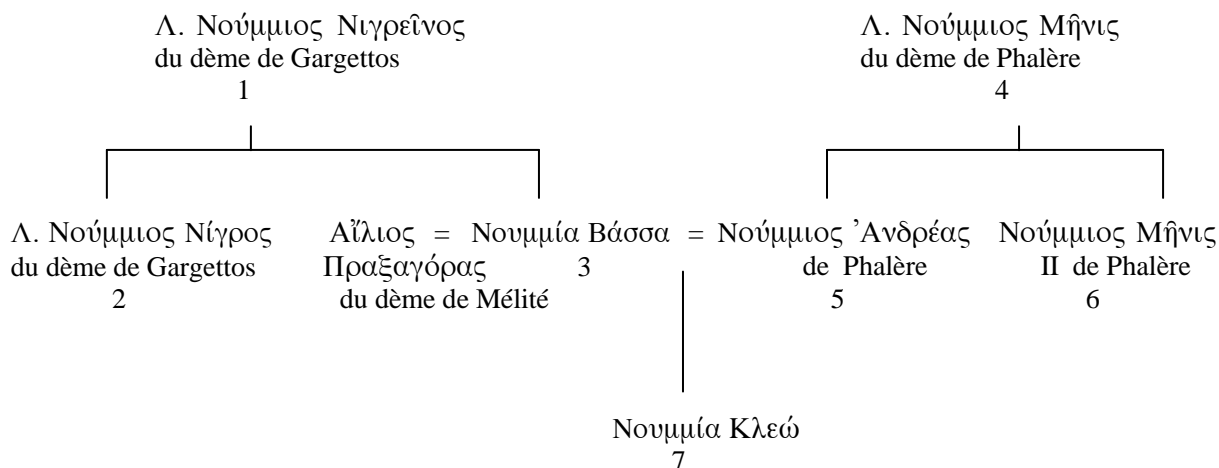 Λ. Νούμμιος Νιγρεῖνος
du dème de Gargettos
1
Λ. Νούμμιος Μῆνις
du dème de Phalère
4
Λ. Νούμμιος Νίγρος
du dème de Gargettos
2
Αἴλιος = Νουμμία Βάσσα = Νούμμιος Ἀνδρέας
Πραξαγόρας
du dème de Mélité
3
de Phalère
5
Νούμμιος Μῆνις
II de Phalère
6
Νουμμία Κλεώ
7